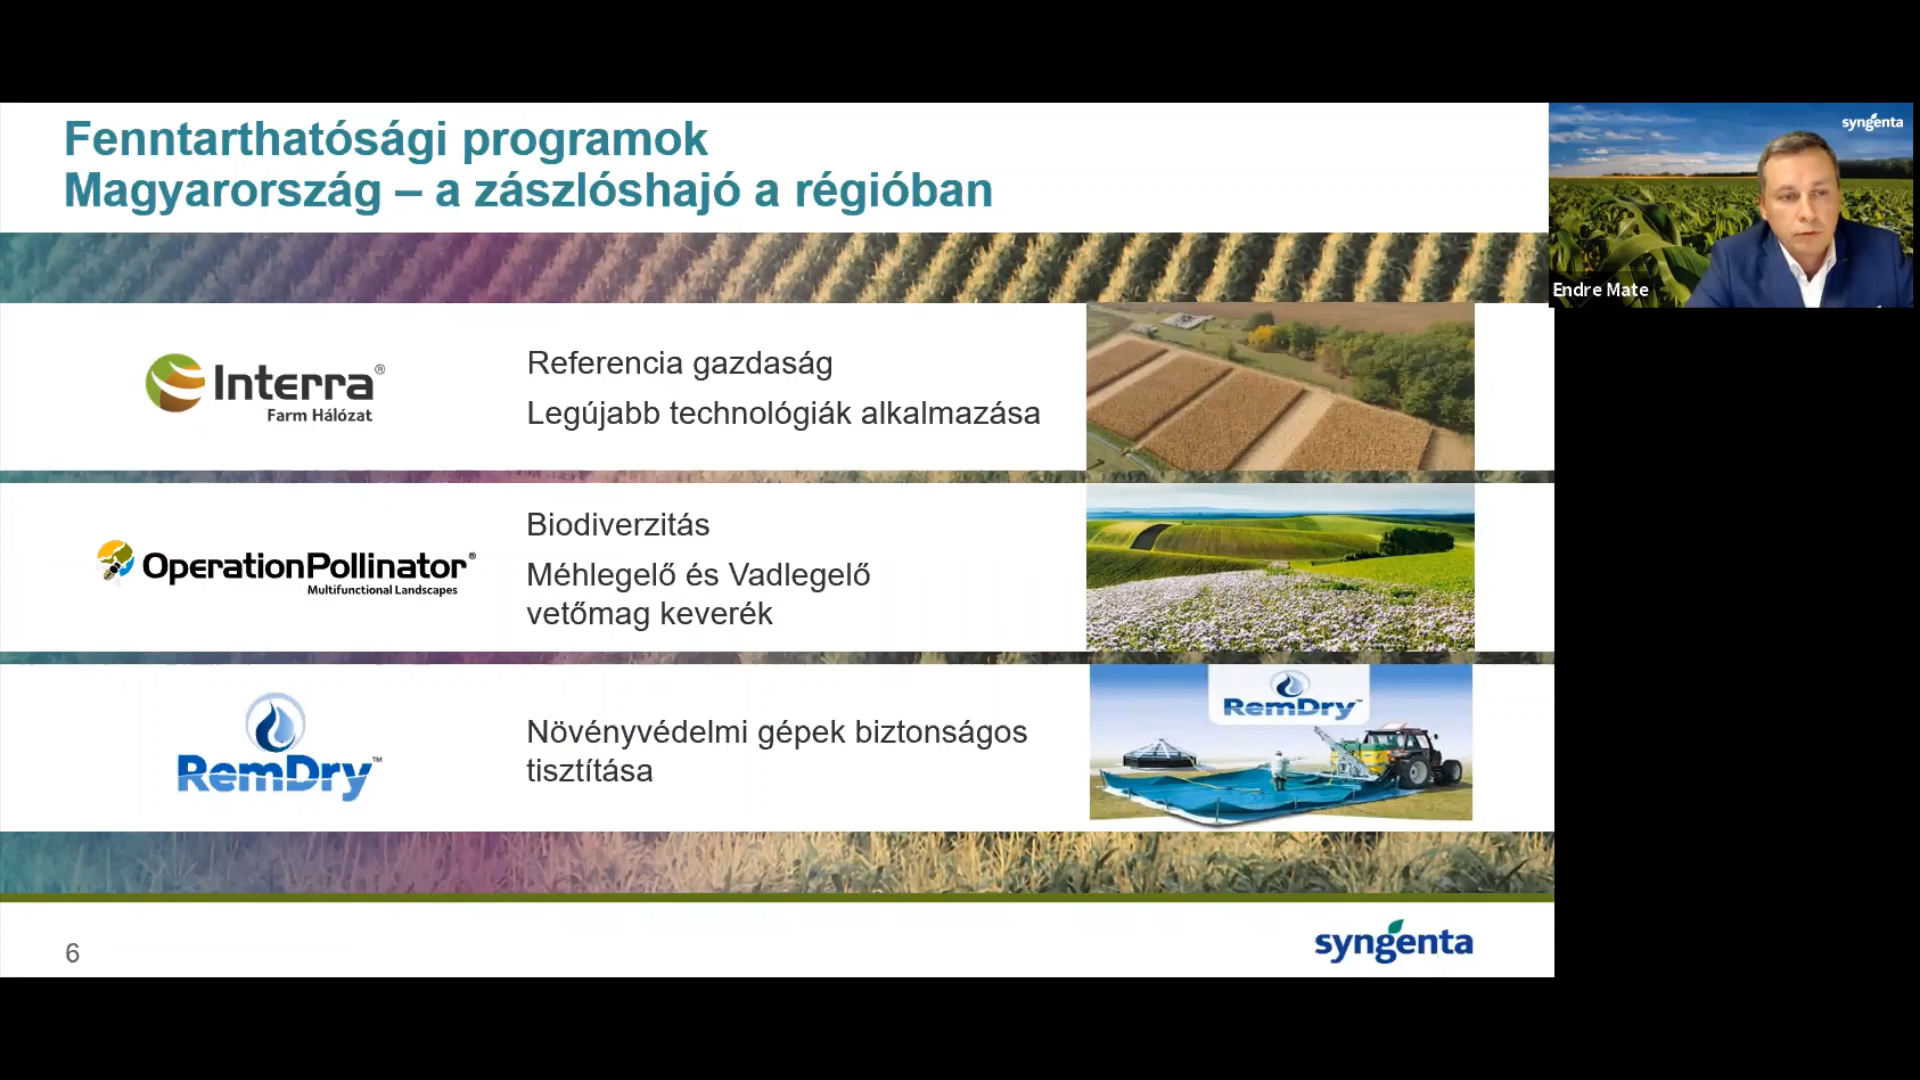 Fenntarthatósági programok
Magyarország – a zászlóshajó a régióban
syngenta
Endre Mate
Interra®
Farm Hálózat
Referencia gazdaság
Legújabb technológiák alkalmazása
OperationPollinator®
Multifunctional Landscapes
Biodiverzitás
Méhlegelő és Vadlegelő
vetőmag keverék
RemDry™
Növényvédelmi gépek biztonságos
tisztítása
RemDry™
6
syngenta